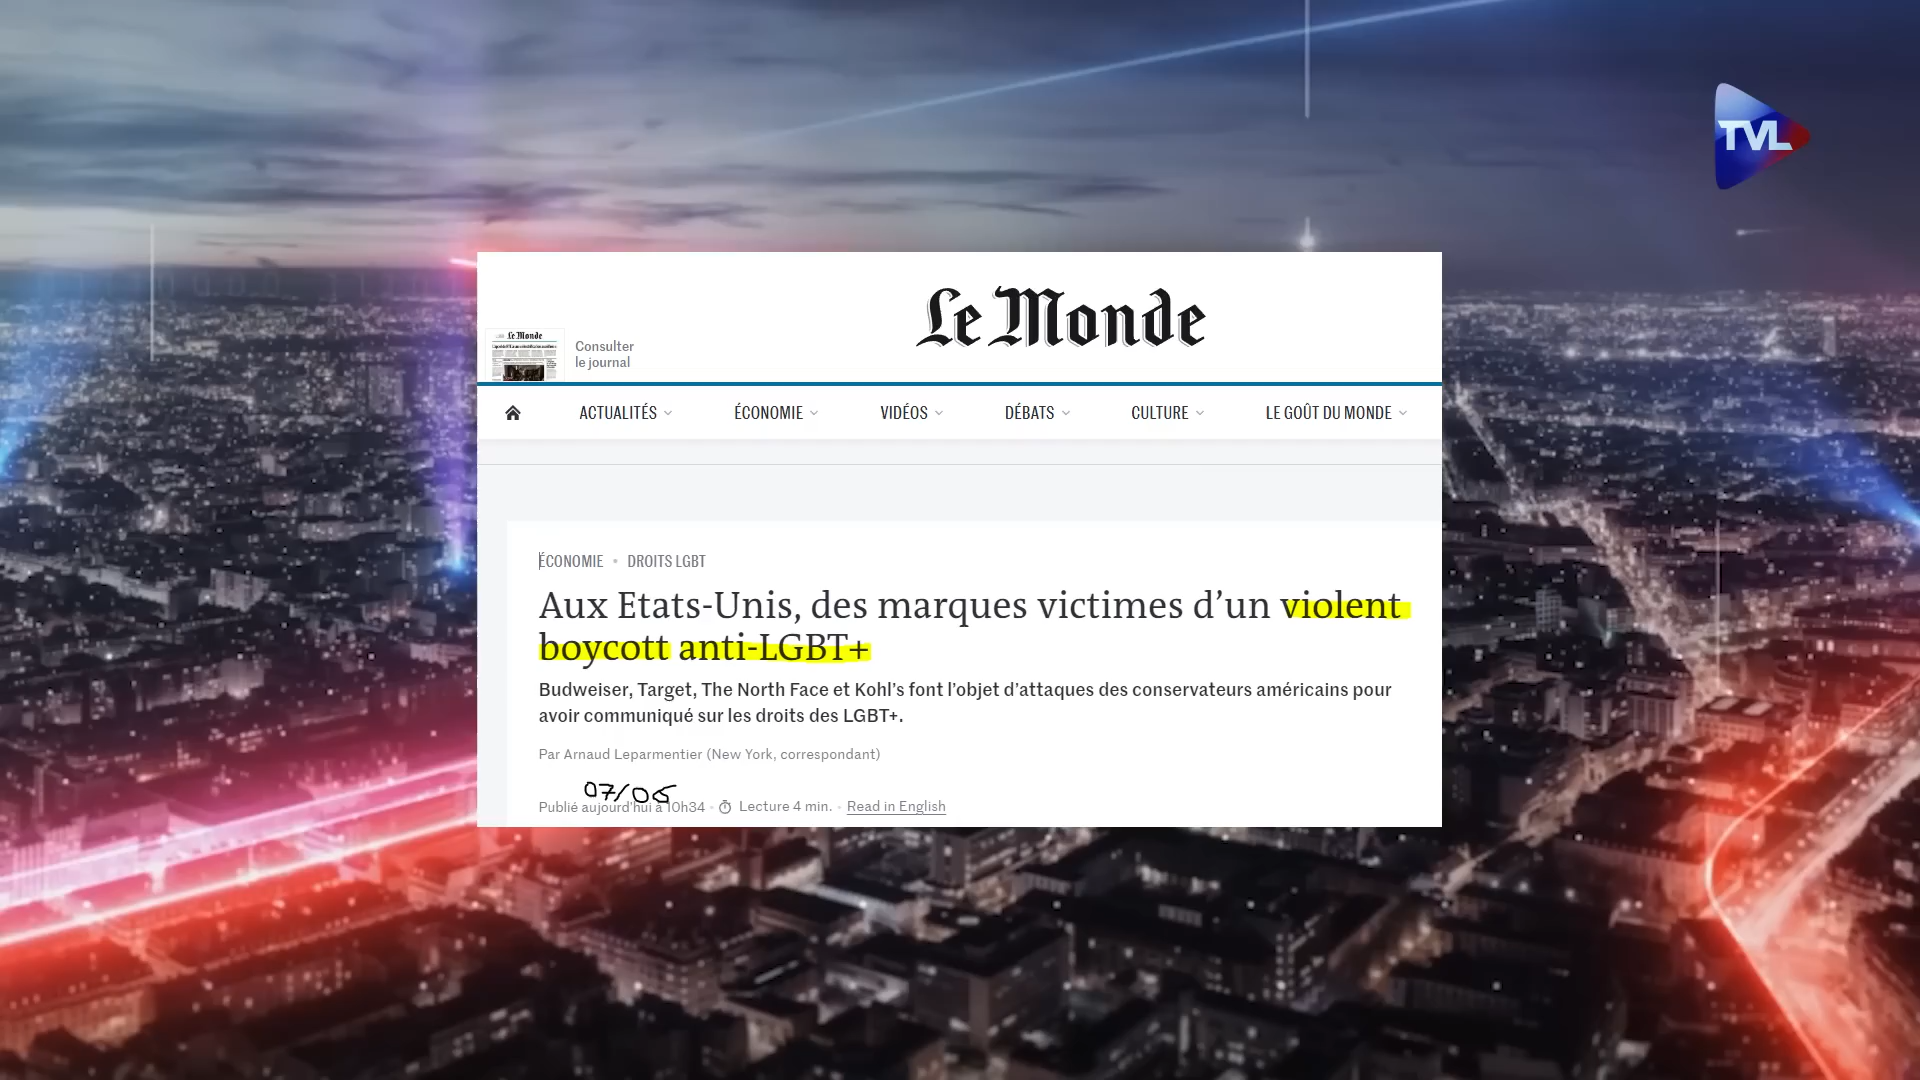 TVL
Le Monde
Le Monde
Consulter
le journal
ACTUALITÉS ÉCONOMIE VIDÉOS DÉBATS CULTURE LE GOÛT DU MONDE
ÉCONOMIE • DROITS LGBT
Aux Etats-Unis, des marques victimes d’un violent
boycott anti-LGBT+
Budweiser, Target, The North Face et Kohl’s font l’objet d’attaques des conservateurs américains pour
avoir communiqué sur les droits des LGBT+.
Par Arnaud Leparmentier (New York, correspondant)
07/06
Publié aujourd’hui à 10h34 • Lecture 4 min. • Read in English